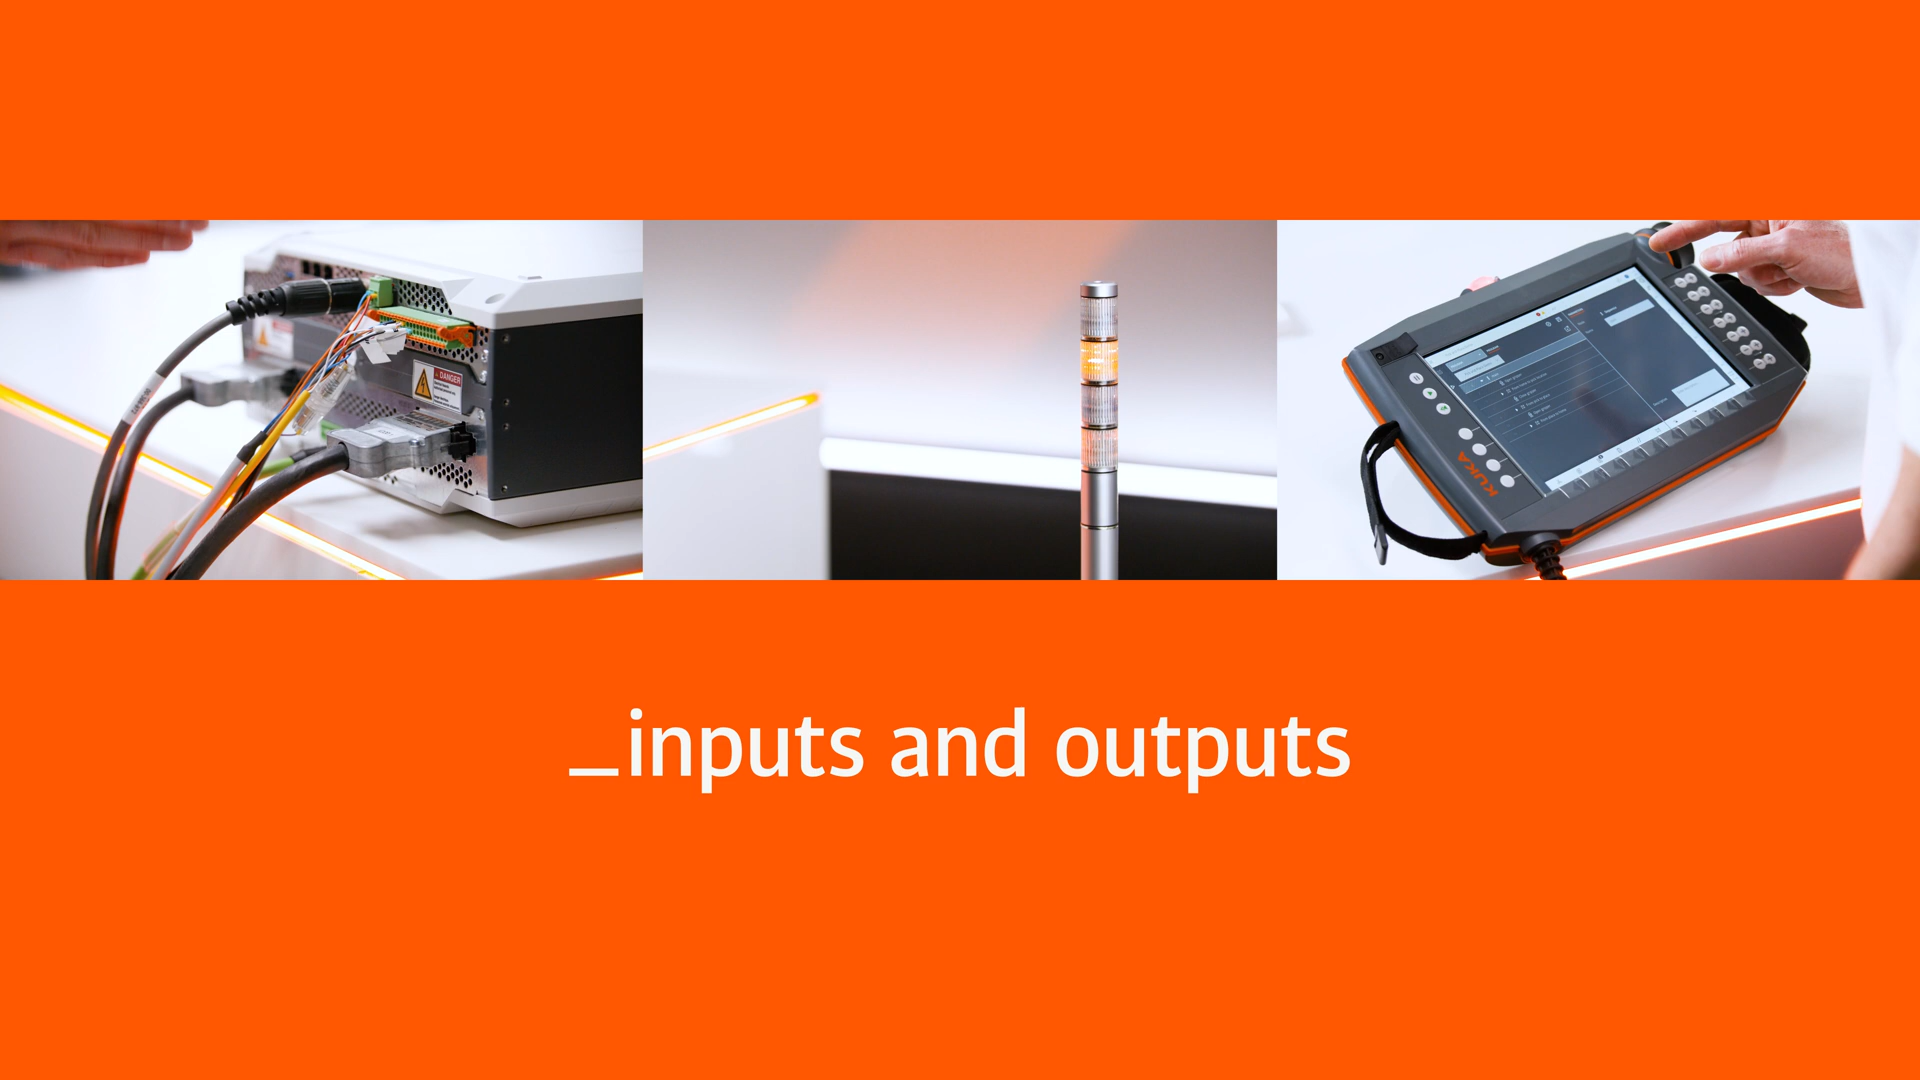 DANGER
KUKA
_inputs and outputs